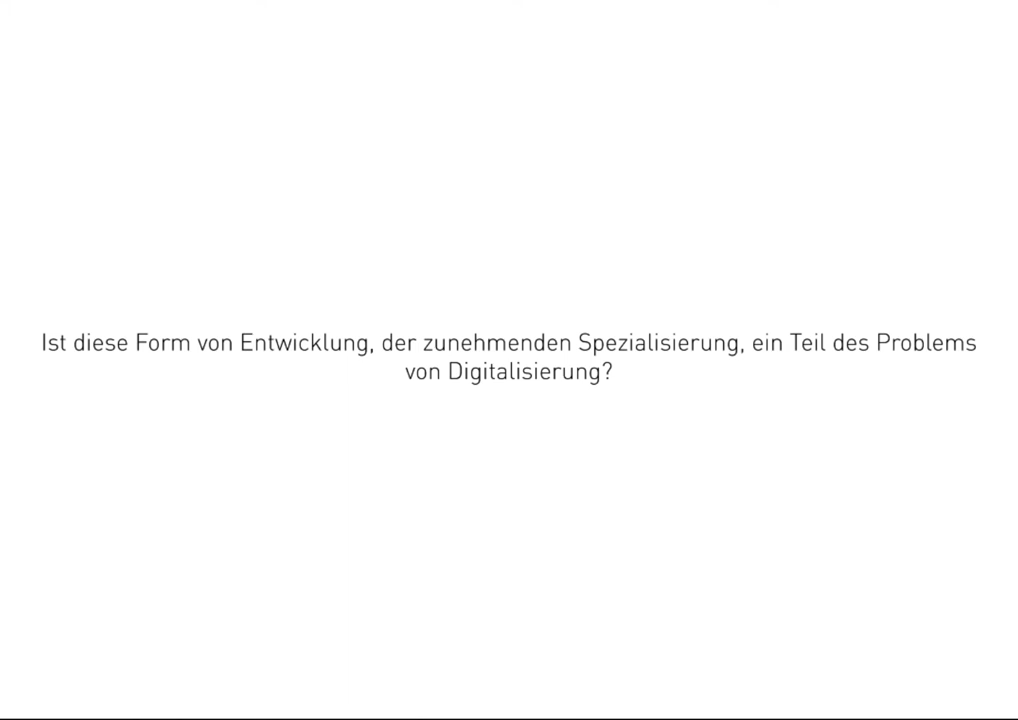 Ist diese Form von Entwicklung, der zunehmenden Spezialisierung, ein Teil des Problems
von Digitalisierung?